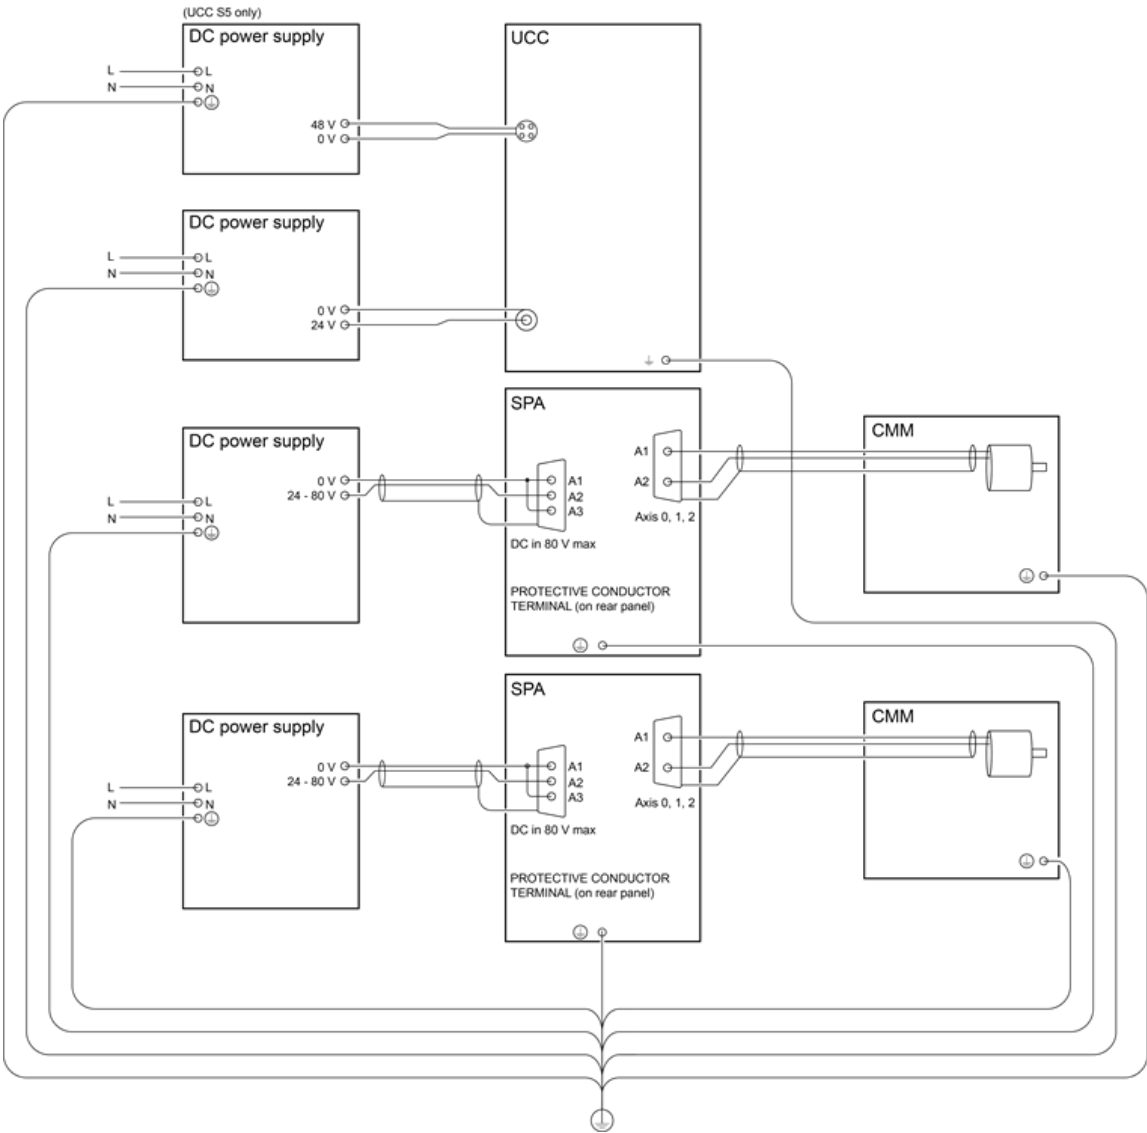 (UCC S5 only)
DC power supply
L
L
N
N
48 V
0 V
UCC
DC power supply
L
L
N
N
0 V
24 V
DC power supply
0 V
24 - 80 V
L
L
N
N
SPA
A1
A2
A3
DC in 80 V max
A1
A2
Axis 0, 1, 2
PROTECTIVE CONDUCTOR
TERMINAL (on rear panel)
CMM
DC power supply
0 V
24 - 80 V
L
L
N
N
SPA
A1
A2
A3
DC in 80 V max
A1
A2
Axis 0, 1, 2
PROTECTIVE CONDUCTOR
TERMINAL (on rear panel)
CMM